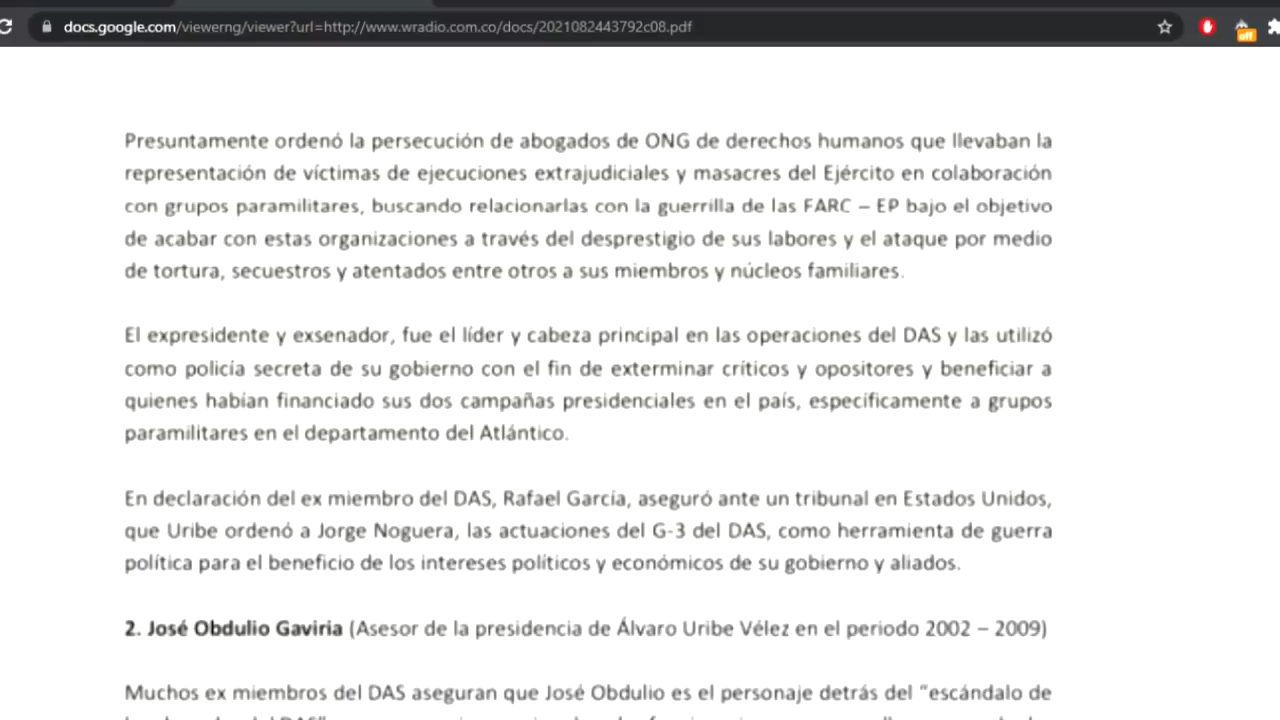 docs.google.com/viewerng/viewer?url=http://www.wradio.com.co/docs/2021082443792c08.pdf
off
Presuntamente ordenó la persecución de abogados de ONG de derechos humanos que llevaban la
representación de víctimas de ejecuciones extrajudiciales y masacres del Ejército en colaboración
con grupos paramilitares, buscando relacionarlas con la guerrilla de las FARC – EP bajo el objetivo
de acabar con estas organizaciones a través del desprestigio de sus labores y el ataque por medio
de tortura, secuestros y atentados entre otros a sus miembros y núcleos familiares.
El expresidente y exsenador, fue el líder y cabeza principal en las operaciones del DAS y las utilizó
como policía secreta de su gobierno con el fin de exterminar críticos y opositores y beneficiar a
quienes habían financiado sus dos campañas presidenciales en el país, específicamente a grupos
paramilitares en el departamento del Atlántico.
En declaración del ex miembro del DAS, Rafael García, aseguró ante un tribunal en Estados Unidos,
que Uribe ordenó a Jorge Noguera, las actuaciones del G-3 del DAS, como herramienta de guerra
política para el beneficio de los intereses políticos y económicos de su gobierno y aliados.
2. José Obdulio Gaviria (Asesor de la presidencia de Álvaro Uribe Vélez en el periodo 2002 – 2009)
Muchos ex miembros del DAS aseguran que José Obdulio es el personaje detrás del “escándalo de